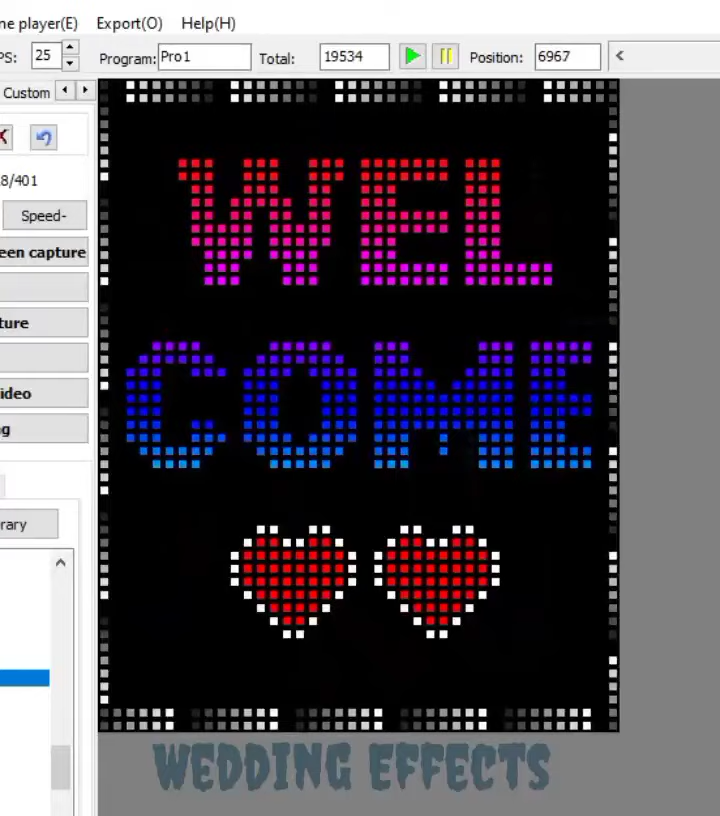 ne player(E) Export(O) Help(H)
PS: 25 Program: Pro1 Total: 19534 Position: 6967 <
Custom
8/401
Speed-
een capture
ture
ideo
g
rary
WEL
COME
WEDDING EFFECTS